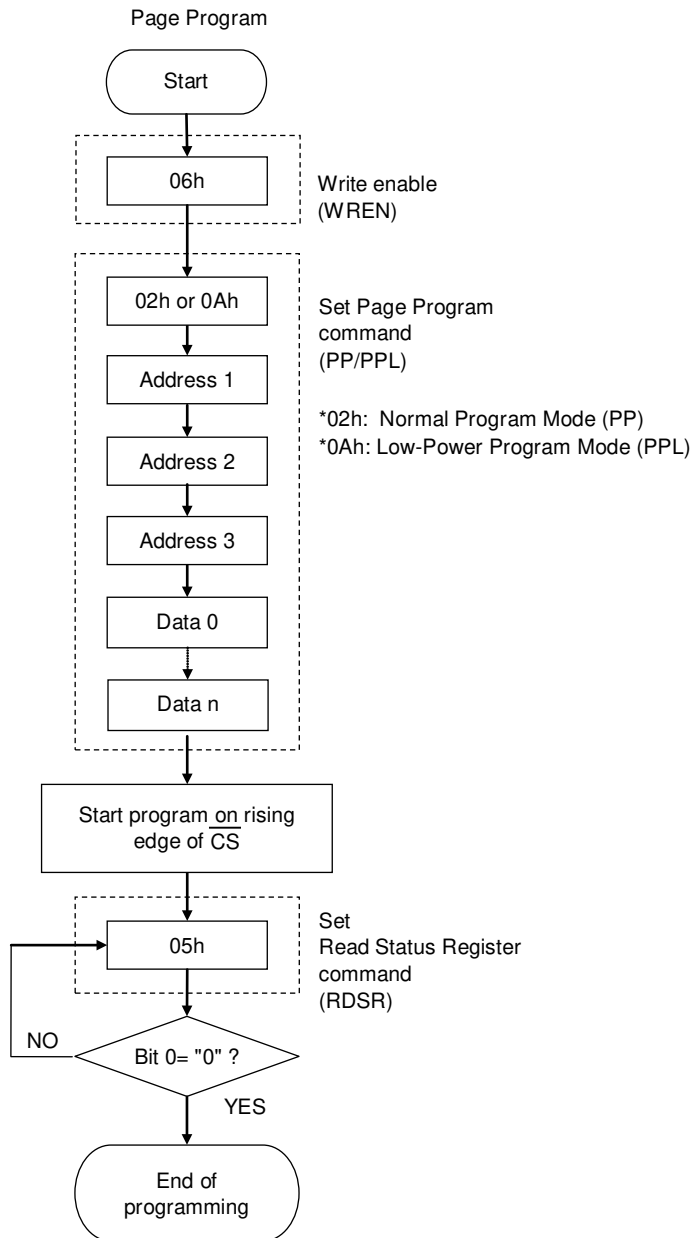 Page Program
Start
06h
Write enable
(WREN)
02h or 0Ah
Set Page Program
command
(PP/PPL)
Address 1
*02h: Normal Program Mode (PP)
*0Ah: Low-Power Program Mode (PPL)
Address 2
Address 3
Data 0
Data n
Start program on rising
edge of C̅S̅
05h
Set
Read Status Register
command
(RDSR)
NO
Bit 0= "0" ?
YES
End of
programming